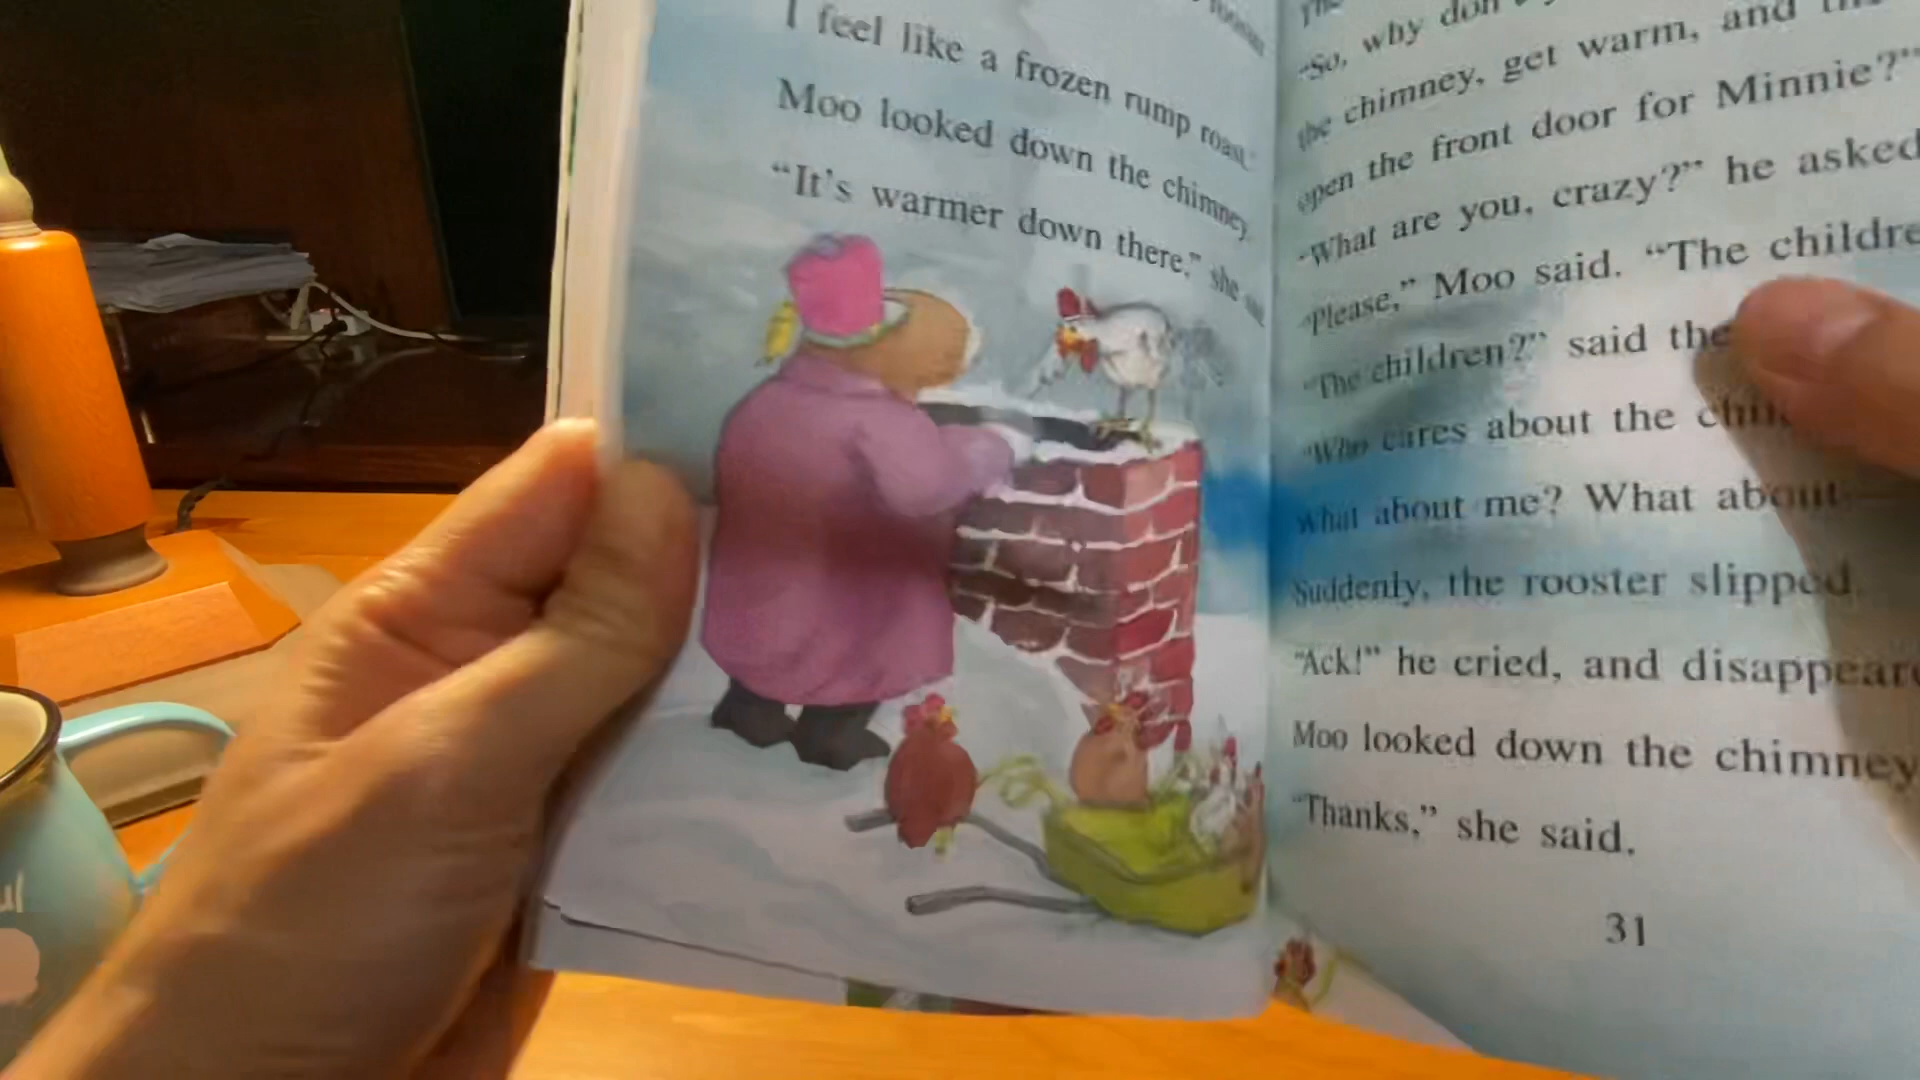 I feel like a frozen rump roast."
Moo looked down the chimney.
"It's warmer down there," she
"So, why don
the chimney, get warm, and
open the front door for Minnie?"
"What are you, crazy?" he asked
"Please," Moo said. "The childre
"The children?" said the
"Who cares about the chil
What about me? What about
Suddenly, the rooster slipped.
"Ack!" he cried, and disappear
Moo looked down the chimney
"Thanks," she said.
31